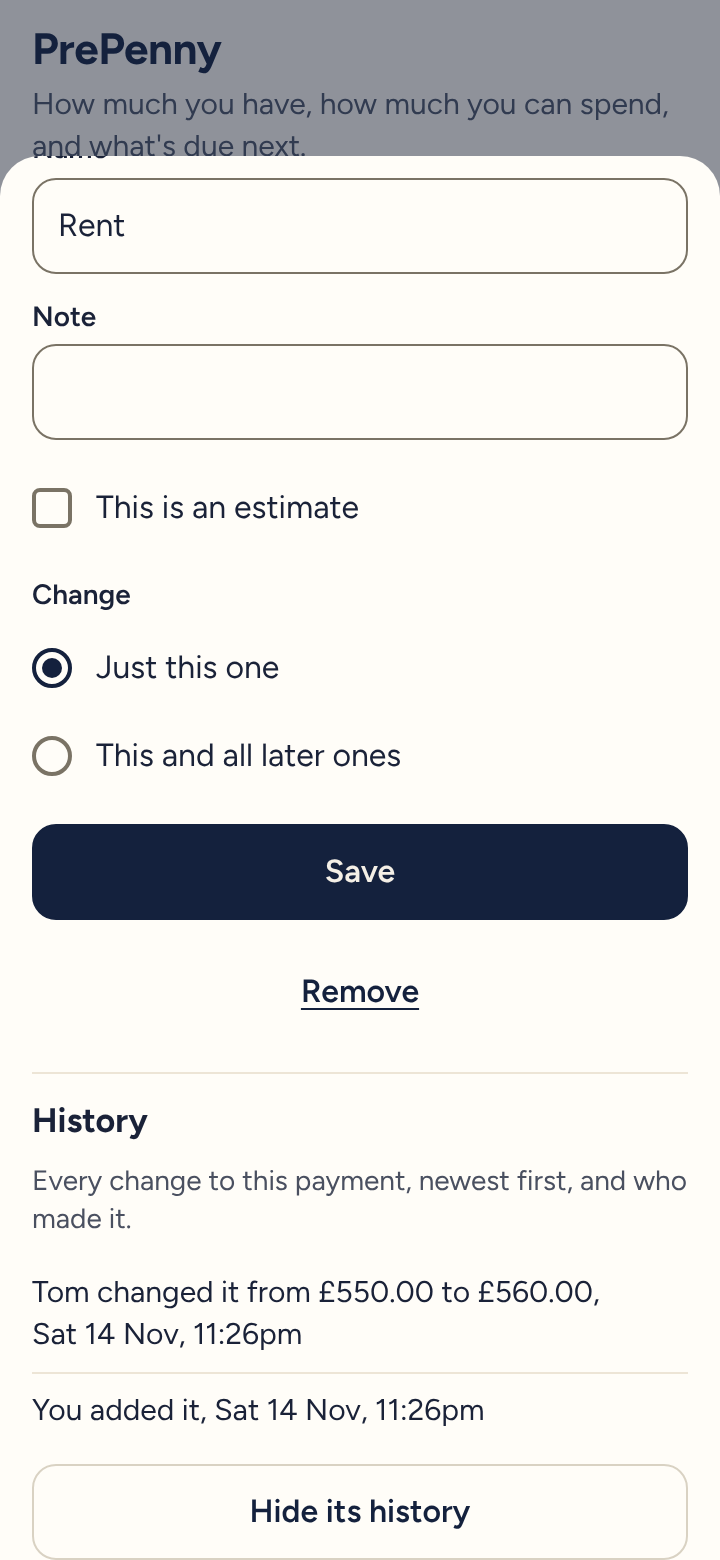 PrePenny
How much you have, how much you can spend,
and what's due next.
Rent
Note
This is an estimate
Change
Just this one
This and all later ones
Save
Remove
History
Every change to this payment, newest first, and who
made it.
Tom changed it from £550.00 to £560.00,
Sat 14 Nov, 11:26pm
You added it, Sat 14 Nov, 11:26pm
Hide its history